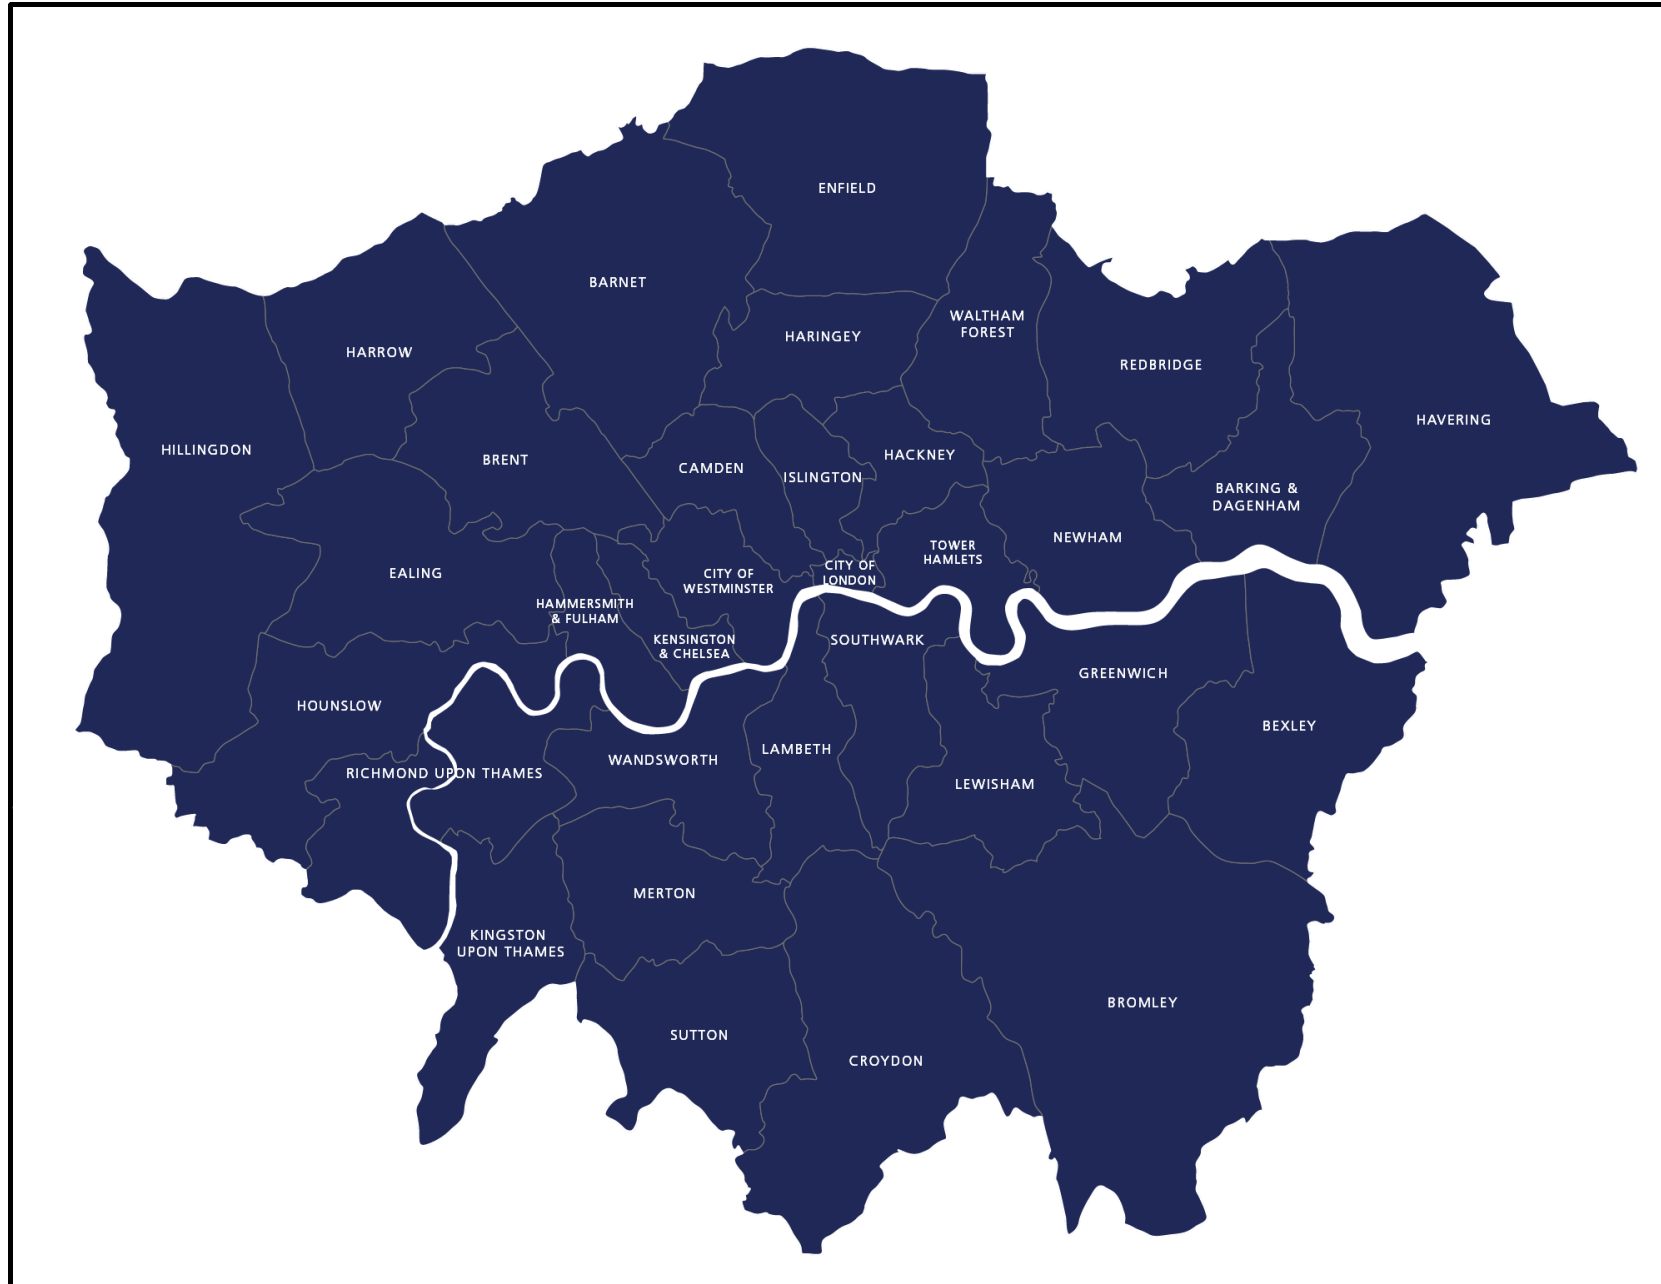 ENFIELD
BARNET
WALTHAM
FOREST
HARINGEY
HARROW
REDBRIDGE
HAVERING
HILLINGDON
BRENT
CAMDEN
ISLINGTON
HACKNEY
BARKING &
DAGENHAM
NEWHAM
TOWER
HAMLETS
EALING
CITY OF
WESTMINSTER
CITY OF
LONDON
HAMMERSMITH
& FULHAM
KENSINGTON
& CHELSEA
SOUTHWARK
GREENWICH
HOUNSLOW
BEXLEY
LAMBETH
WANDSWORTH
RICHMOND UPON THAMES
LEWISHAM
MERTON
KINGSTON
UPON THAMES
BROMLEY
SUTTON
CROYDON